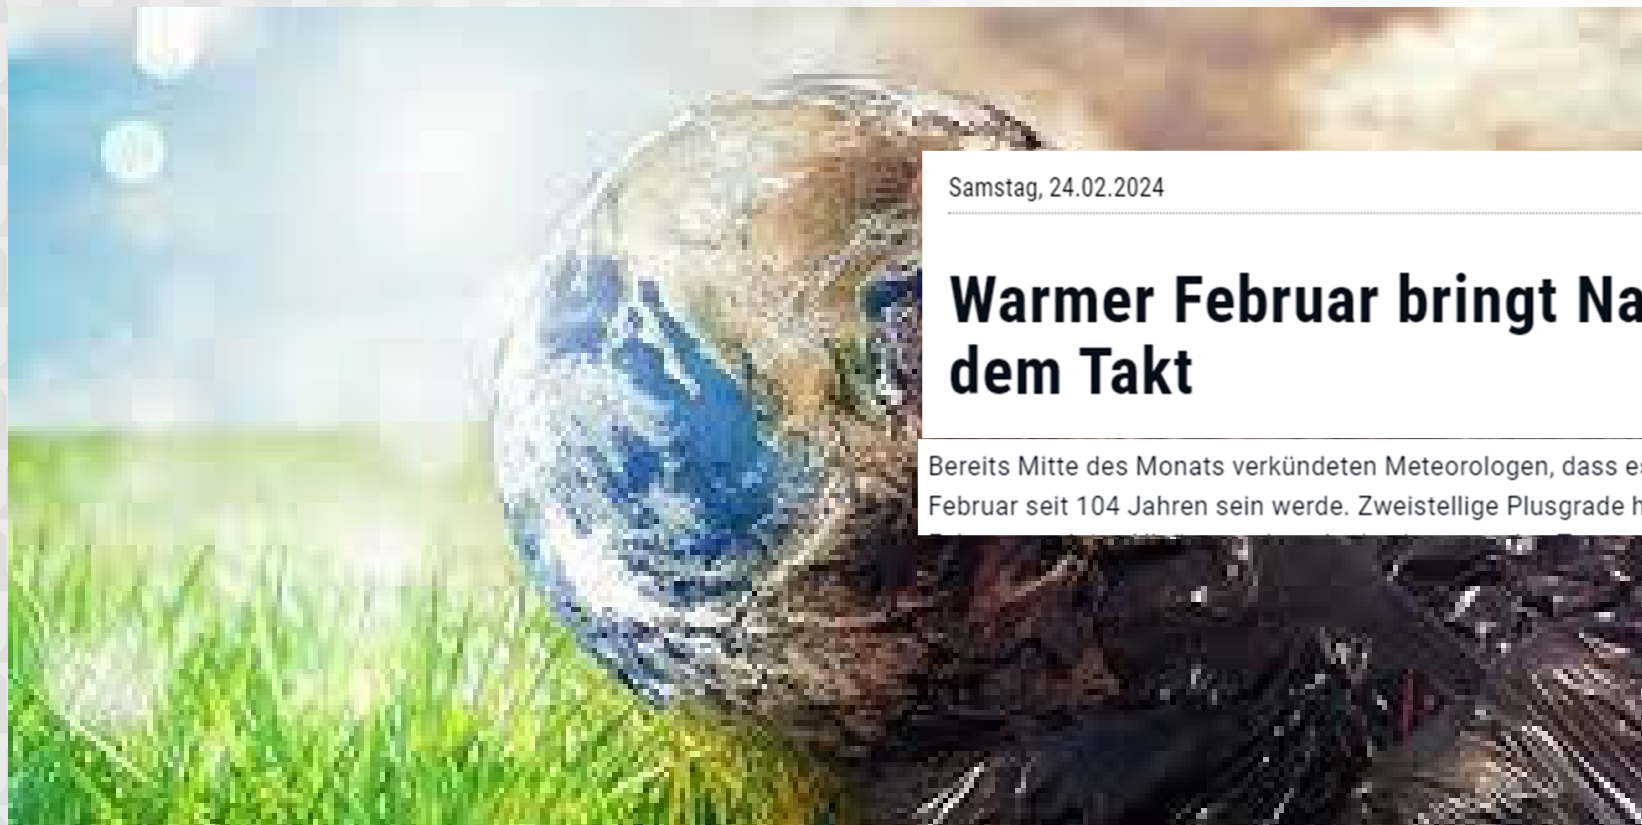 Samstag, 24.02.2024
Warmer Februar bringt Na
dem Takt
Bereits Mitte des Monats verkündeten Meteorologen, dass es
Februar seit 104 Jahren sein werde. Zweistellige Plusgrade h